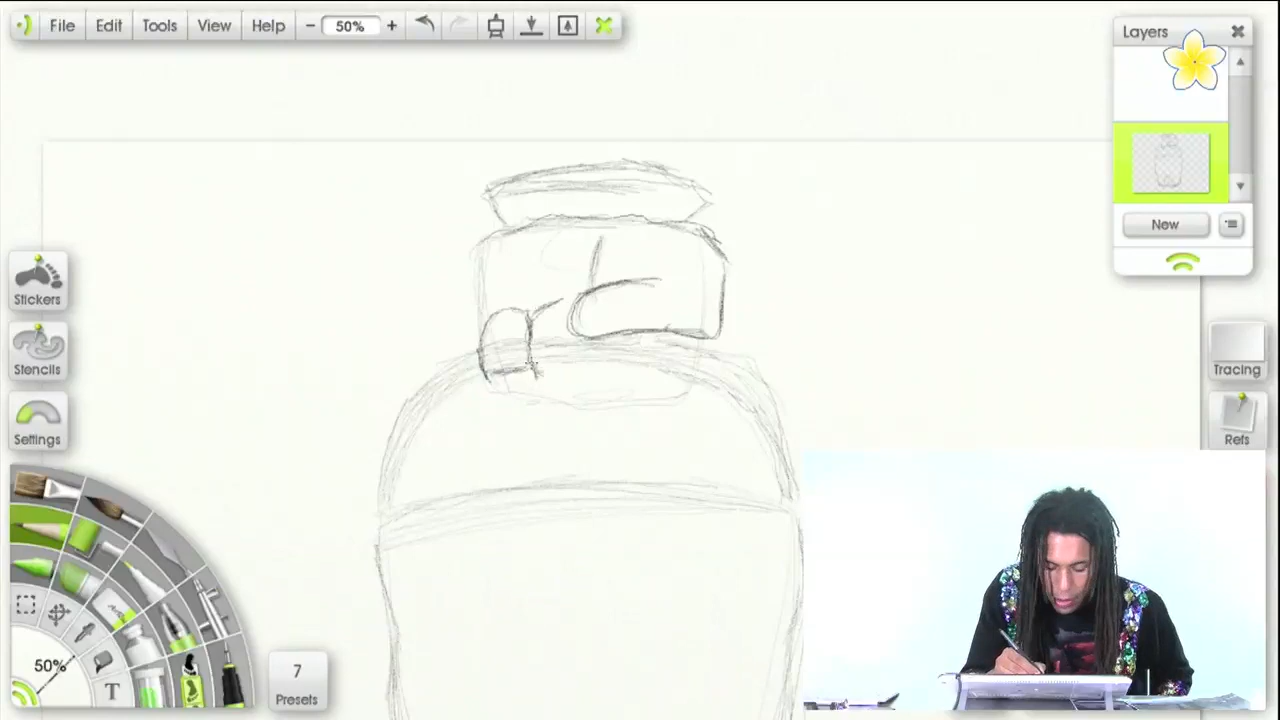 File Edit Tools View Help − 50% +
Layers
New
Stickers
Stencils
Settings
Tracing
Refs
50%
T
7
Presets